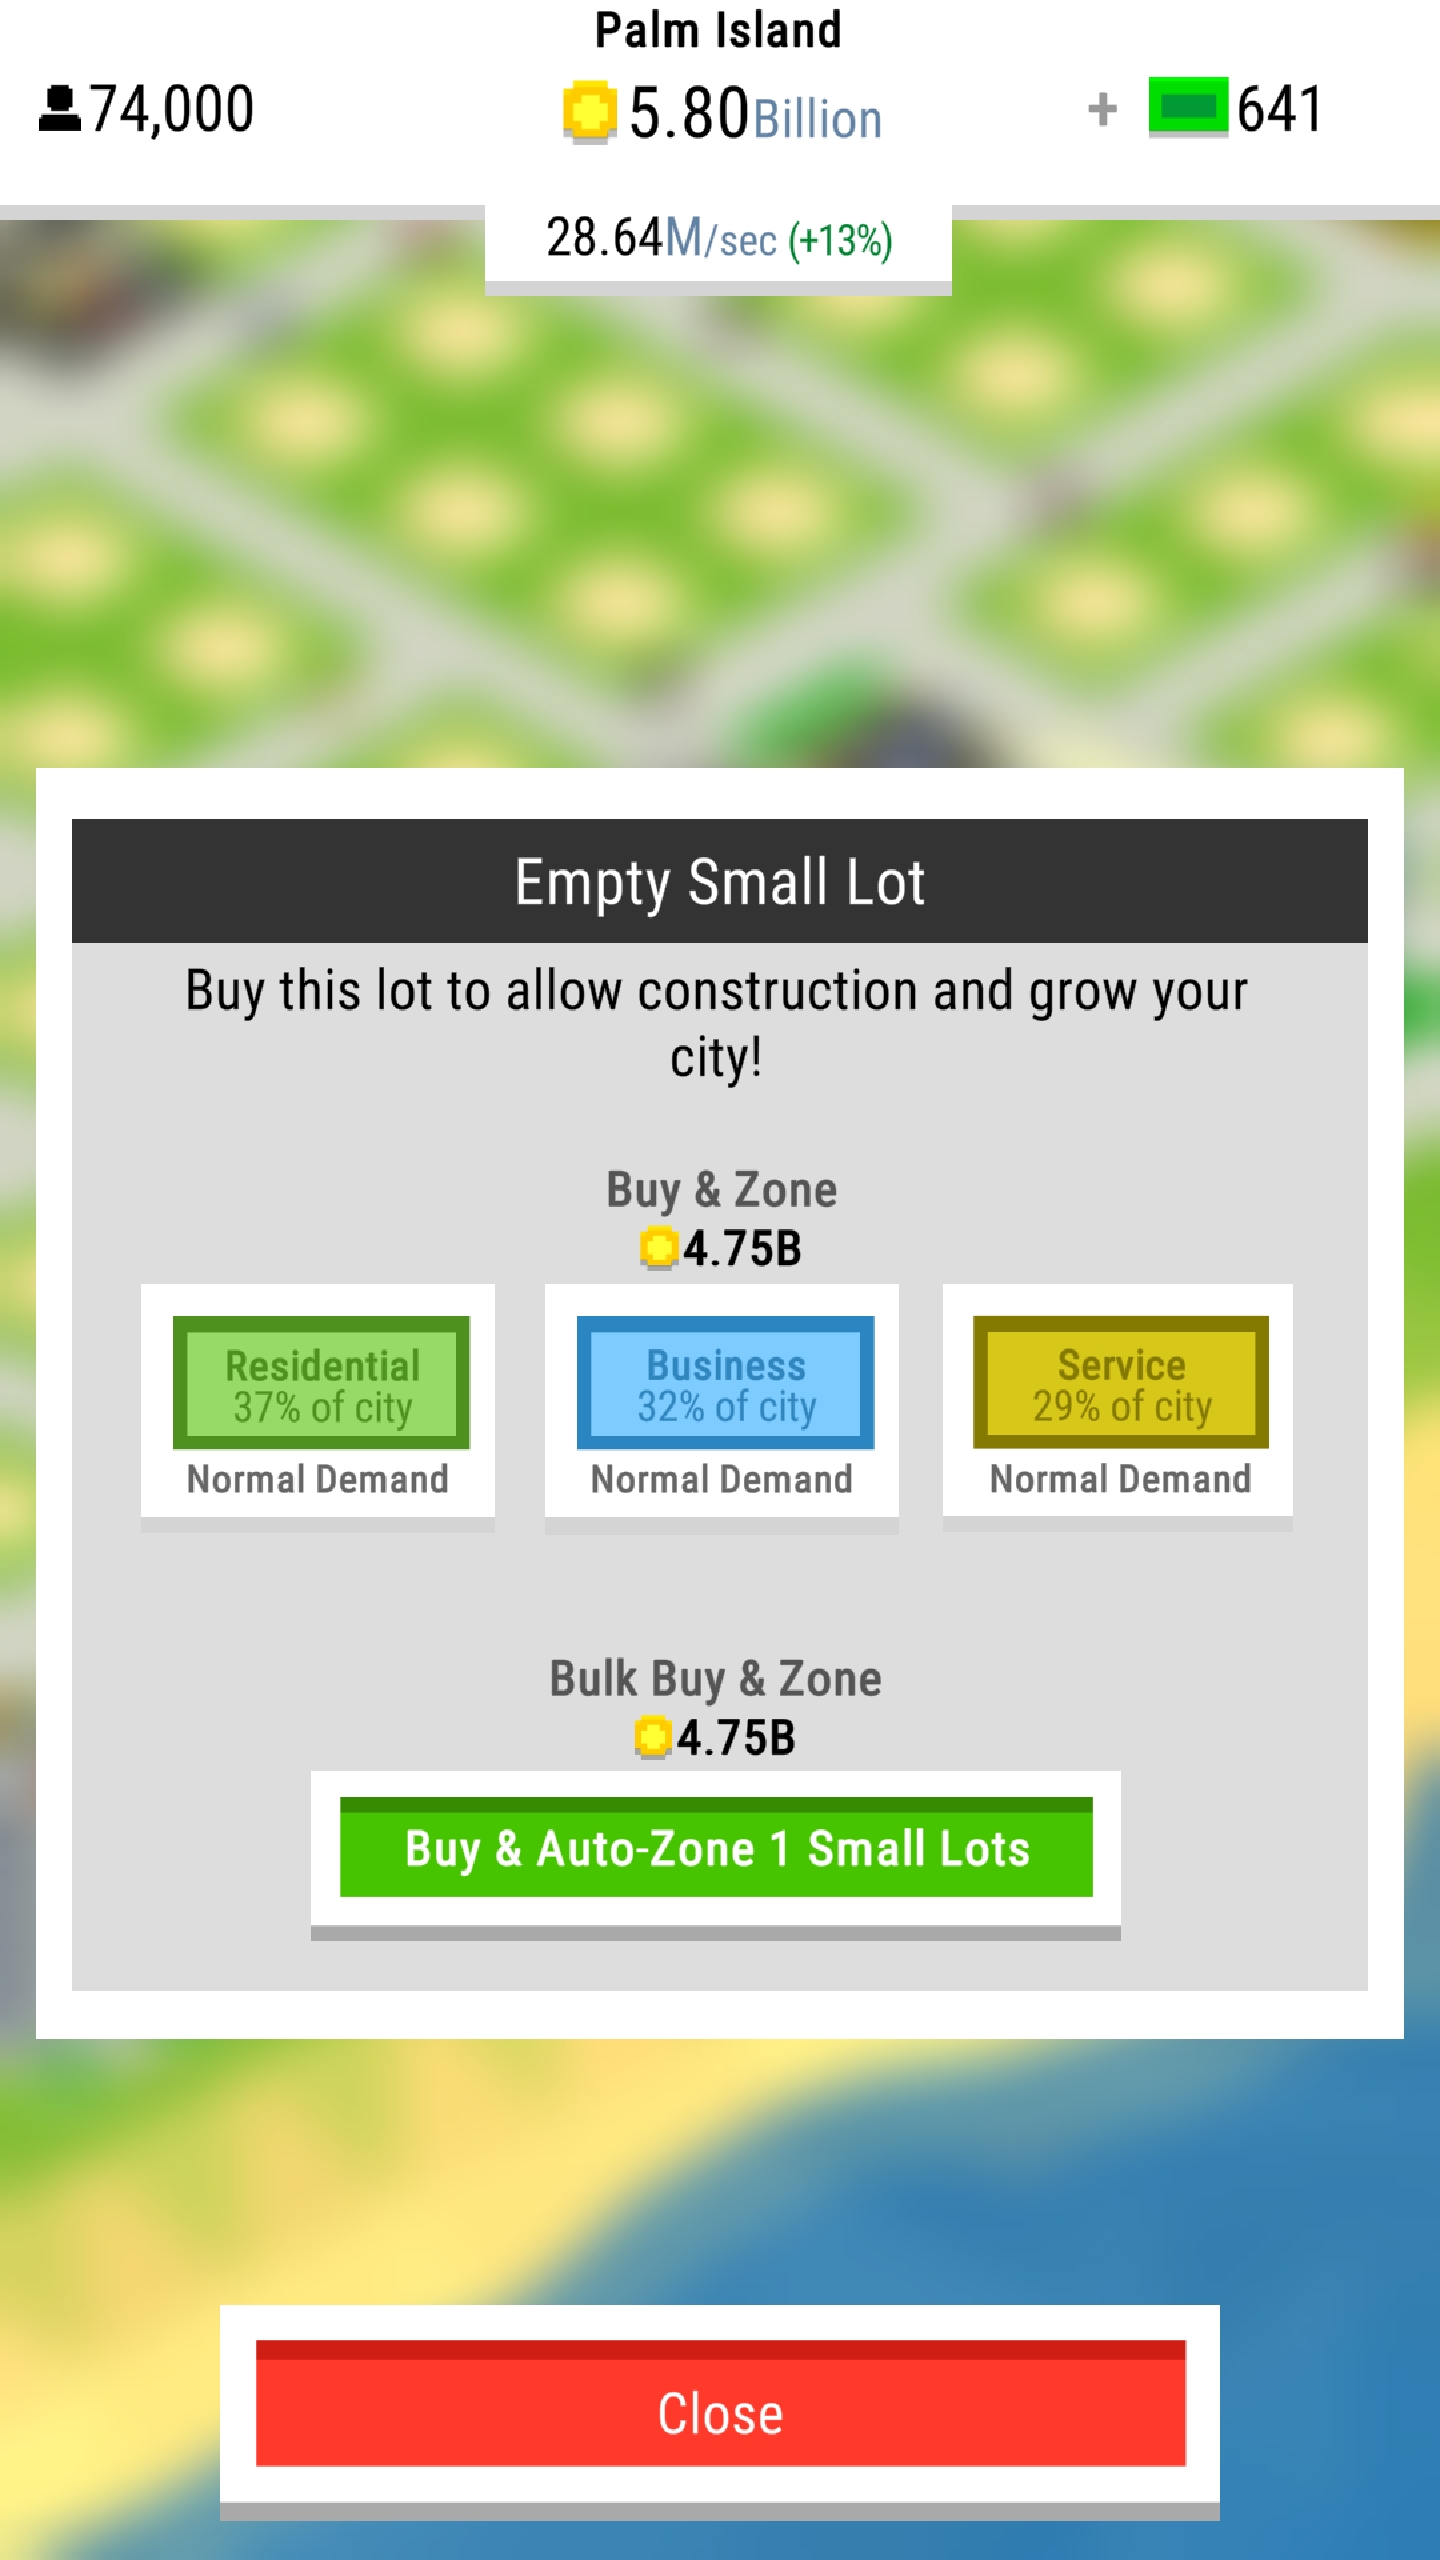 Palm Island
74,000
5.80Billion
+ 641
28.64M/sec (+13%)
Empty Small Lot
Buy this lot to allow construction and grow your
city!
Buy & Zone
4.75B
Residential
37% of city
Normal Demand
Business
32% of city
Normal Demand
Service
29% of city
Normal Demand
Bulk Buy & Zone
4.75B
Buy & Auto-Zone 1 Small Lots
Close